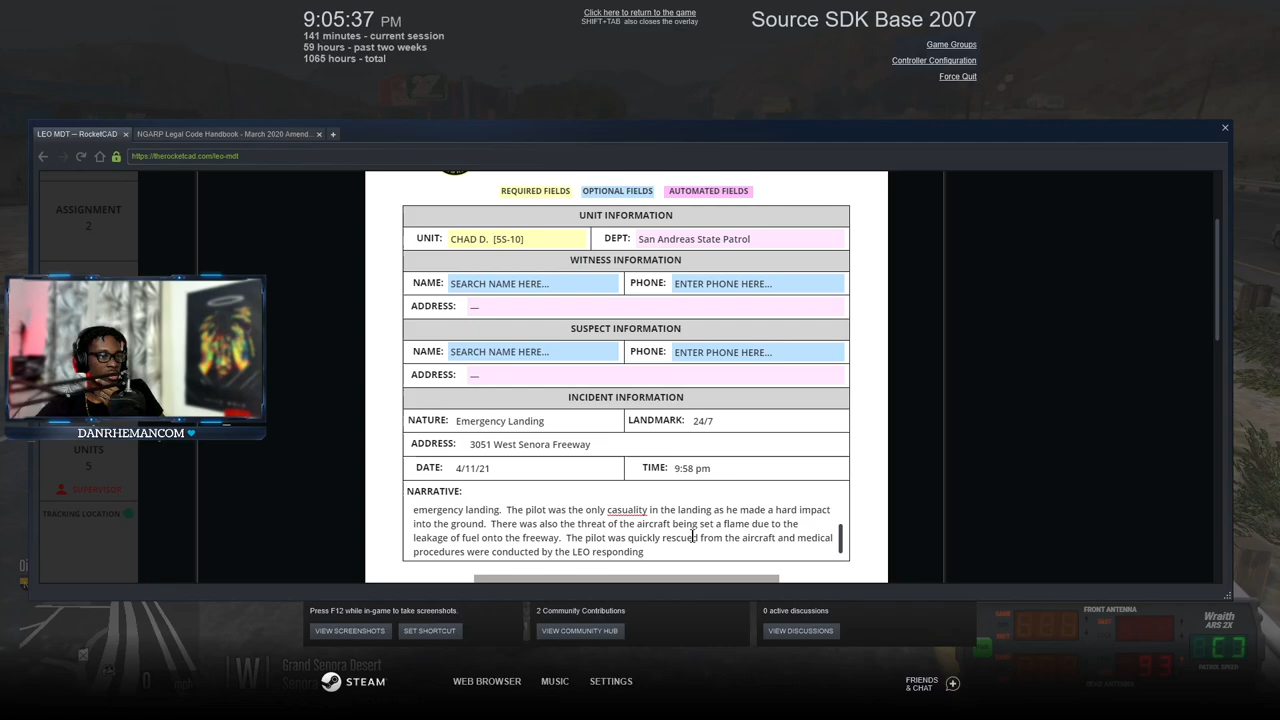 9:05:37 PM
141 minutes - current session
59 hours - past two weeks
1065 hours - total
Click here to return to the game
SHIFT+TAB also closes the overlay
Source SDK Base 2007
Game Groups
Controller Configuration
Force Quit
LEO MDT — RocketCAD
NGARP Legal Code Handbook - March 2020 Amend...
https://therocketcad.com/leo-mdt
ASSIGNMENT
2
UNITS
5
SUPERVISOR
TRACKING LOCATION
REQUIRED FIELDS OPTIONAL FIELDS AUTOMATED FIELDS
UNIT INFORMATION
UNIT: CHAD D. [5S-10] DEPT: San Andreas State Patrol
WITNESS INFORMATION
NAME: SEARCH NAME HERE... PHONE: ENTER PHONE HERE...
ADDRESS: —
SUSPECT INFORMATION
NAME: SEARCH NAME HERE... PHONE: ENTER PHONE HERE...
ADDRESS: —
INCIDENT INFORMATION
NATURE: Emergency Landing LANDMARK: 24/7
ADDRESS: 3051 West Senora Freeway
DATE: 4/11/21 TIME: 9:58 pm
NARRATIVE:
emergency landing. The pilot was the only casuality in the landing as he made a hard impact
into the ground. There was also the threat of the aircraft being set a flame due to the
leakage of fuel onto the freeway. The pilot was quickly rescued from the aircraft and medical
procedures were conducted by the LEO responding
DANRHEMANCOM
Press F12 while in-game to take screenshots.
VIEW SCREENSHOTS SET SHORTCUT
2 Community Contributions
VIEW COMMUNITY HUB
0 active discussions
VIEW DISCUSSIONS
FRONT ANTENNA
Wraith
ARS 2X
PATROL SPEED
W
Grand Senora Desert
0 mph
STEAM
WEB BROWSER MUSIC SETTINGS
FRIENDS
& CHAT